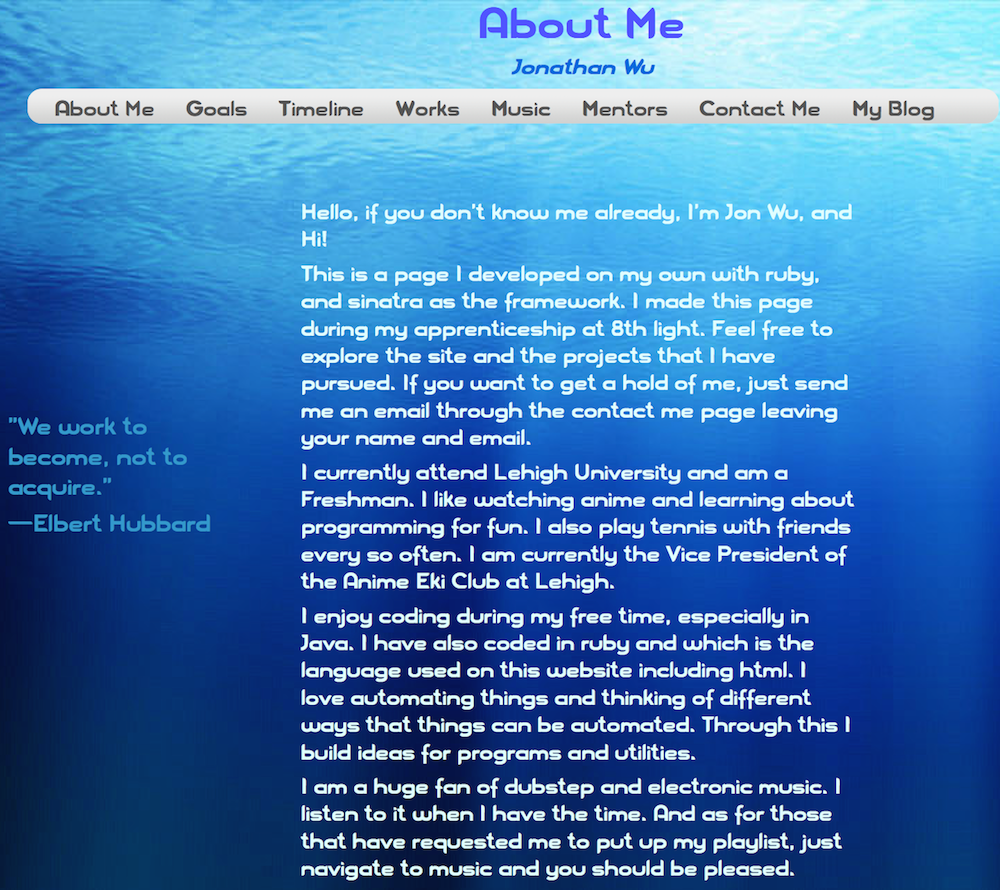 About Me
Jonathan Wu
About Me Goals Timeline Works Music Mentors Contact Me My Blog
Hello, if you don't know me already, I'm Jon Wu, and
Hi!
This is a page I developed on my own with ruby,
and sinatra as the framework. I made this page
during my apprenticeship at 8th light. Feel free to
explore the site and the projects that I have
pursued. If you want to get a hold of me, just send
me an email through the contact me page leaving
your name and email.
I currently attend Lehigh University and am a
Freshman. I like watching anime and learning about
programming for fun. I also play tennis with friends
every so often. I am currently the Vice President of
the Anime Eki Club at Lehigh.
I enjoy coding during my free time, especially in
Java. I have also coded in ruby and which is the
language used on this website including html. I
love automating things and thinking of different
ways that things can be automated. Through this I
build ideas for programs and utilities.
I am a huge fan of dubstep and electronic music. I
listen to it when I have the time. And as for those
that have requested me to put up my playlist, just
navigate to music and you should be pleased.
"We work to
become, not to
acquire."
—Elbert Hubbard